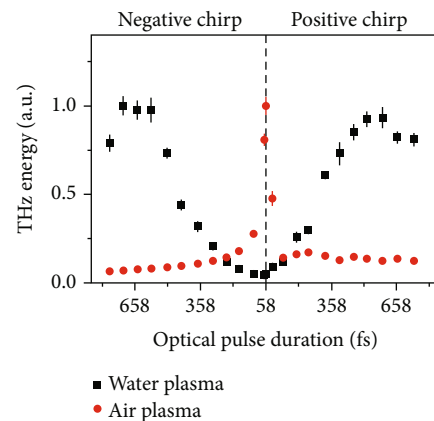 Negative chirp Positive chirp
1.0
0.5
0.0
THz energy (a.u.)
658 358 58 358 658
Optical pulse duration (fs)
Water plasma
Air plasma